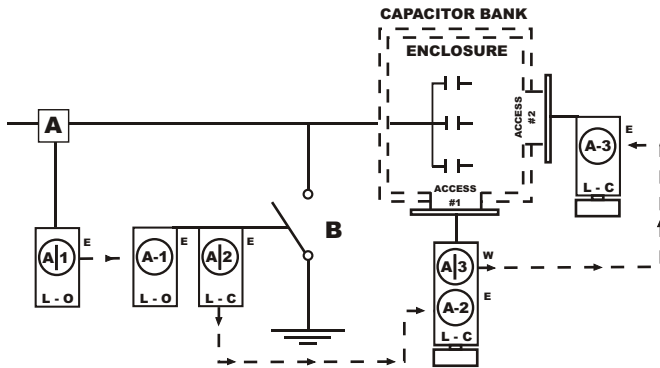 CAPACITOR BANK
ENCLOSURE
ACCESS
#2
A
E
A-3
L - C
ACCESS
#1
B
A|1
E
L - O
A-1
E
L - O
A|2
E
L - C
A|3
W
A-2
E
L - C